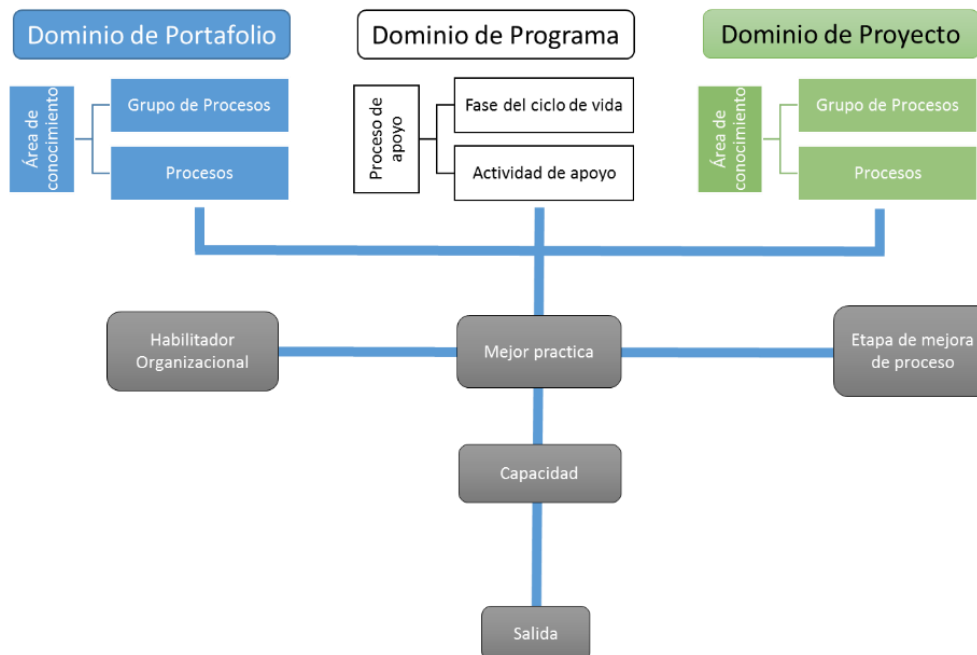 Dominio de Portafolio
Dominio de Programa
Dominio de Proyecto
Área de
conocimiento
Grupo de Procesos
Procesos
Proceso de
apoyo
Fase del ciclo de vida
Actividad de apoyo
Área de
conocimiento
Grupo de Procesos
Procesos
Habilitador
Organizacional
Mejor practica
Etapa de mejora
de proceso
Capacidad
Salida